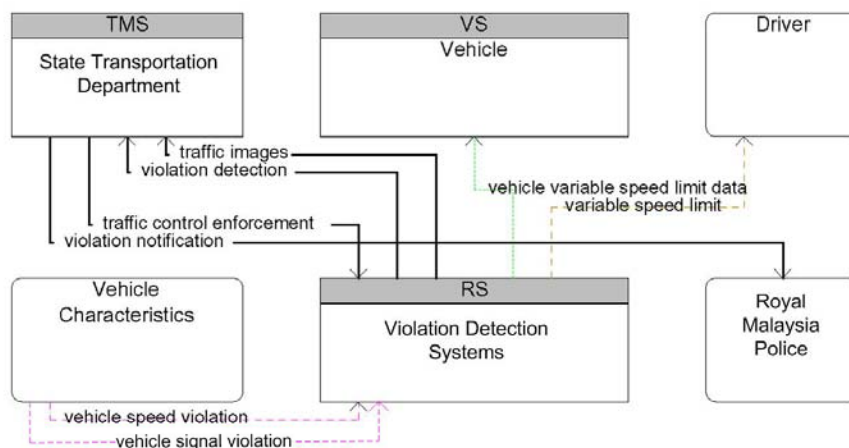 TMS
State Transportation
Department
VS
Vehicle
Driver
traffic images
violation detection
vehicle variable speed limit data
variable speed limit
traffic control enforcement
violation notification
Vehicle
Characteristics
RS
Violation Detection
Systems
Royal
Malaysia
Police
vehicle speed violation
vehicle signal violation